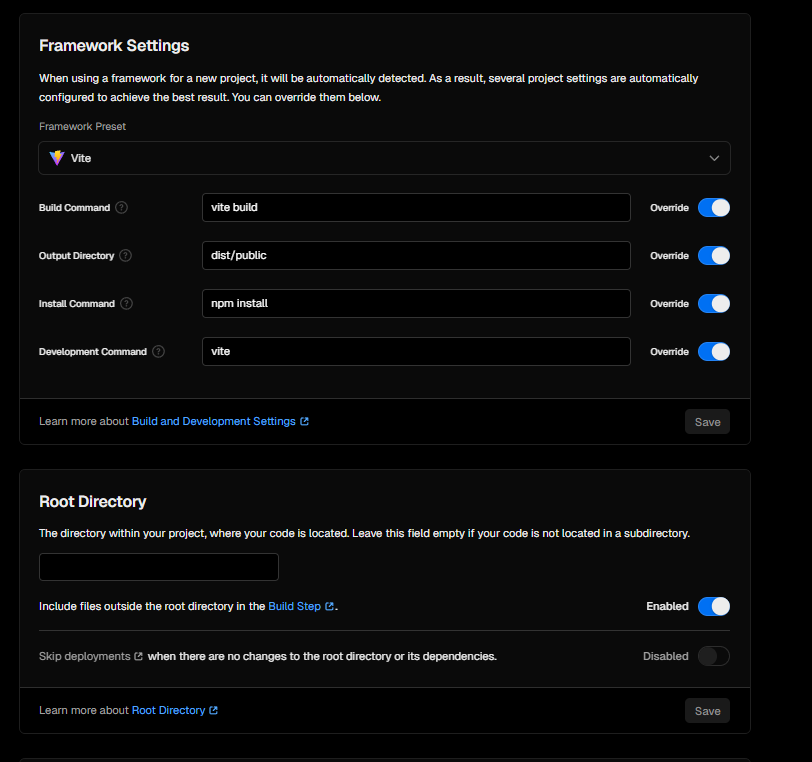 Framework Settings
When using a framework for a new project, it will be automatically detected. As a result, several project settings are automatically
configured to achieve the best result. You can override them below.
Framework Preset
Vite
Build Command ? vite build Override
Output Directory ? dist/public Override
Install Command ? npm install Override
Development Command ? vite Override
Learn more about Build and Development Settings Save
Root Directory
The directory within your project, where your code is located. Leave this field empty if your code is not located in a subdirectory.
Include files outside the root directory in the Build Step . Enabled
Skip deployments when there are no changes to the root directory or its dependencies. Disabled
Learn more about Root Directory Save